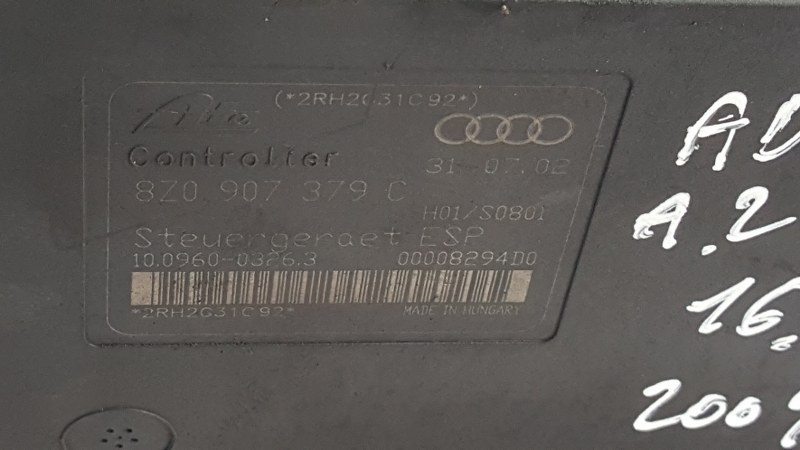 (*2RH2G31C92*)
Ate
Controller
31-07.02
8Z0 907 379 C
H01/S0801
Steuergeraet ESP
10.0960-0326.3 00008294D0
*2RH2G31C92*
MADE IN HUNGARY
A.2
16.